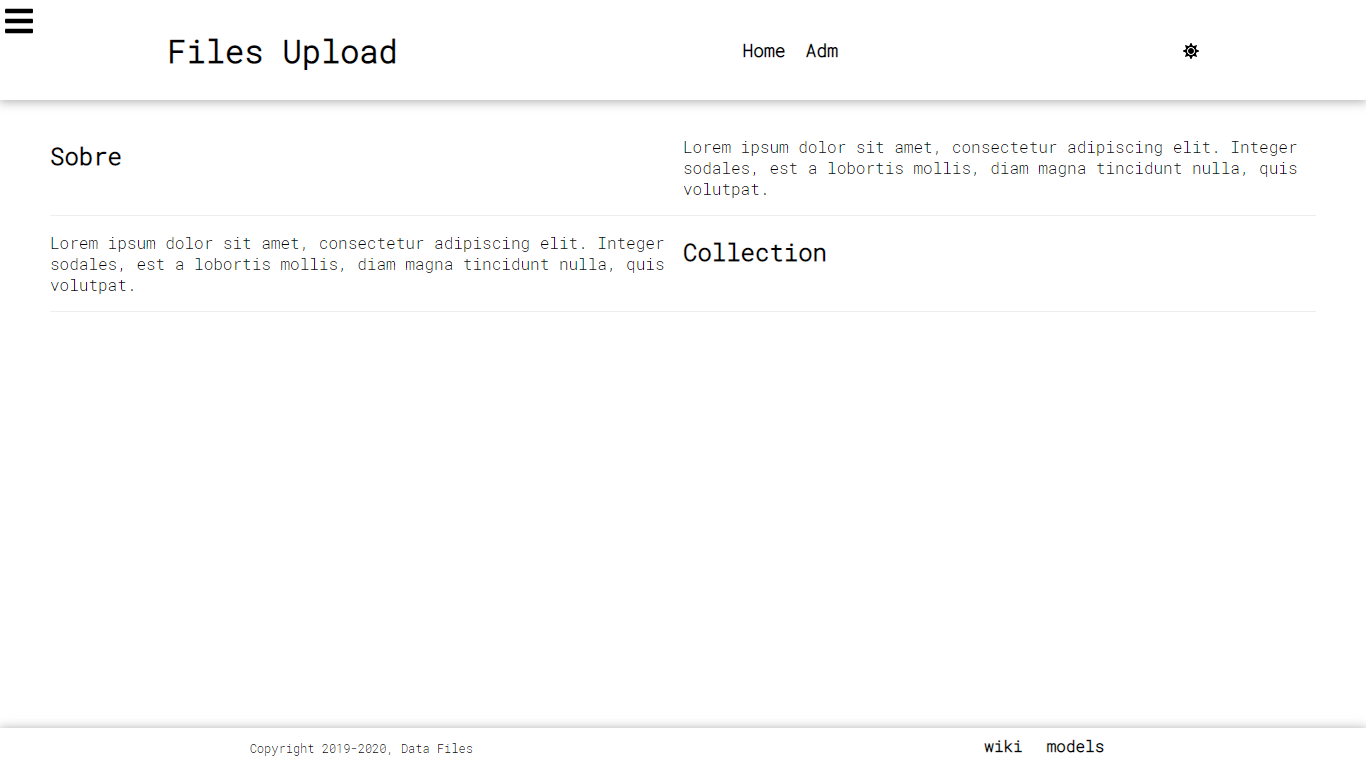 Files Upload
Home Adm
Sobre
Lorem ipsum dolor sit amet, consectetur adipiscing elit. Integer
sodales, est a lobortis mollis, diam magna tincidunt nulla, quis
volutpat.
Lorem ipsum dolor sit amet, consectetur adipiscing elit. Integer
sodales, est a lobortis mollis, diam magna tincidunt nulla, quis
volutpat.
Collection
Copyright 2019-2020, Data Files
wiki models